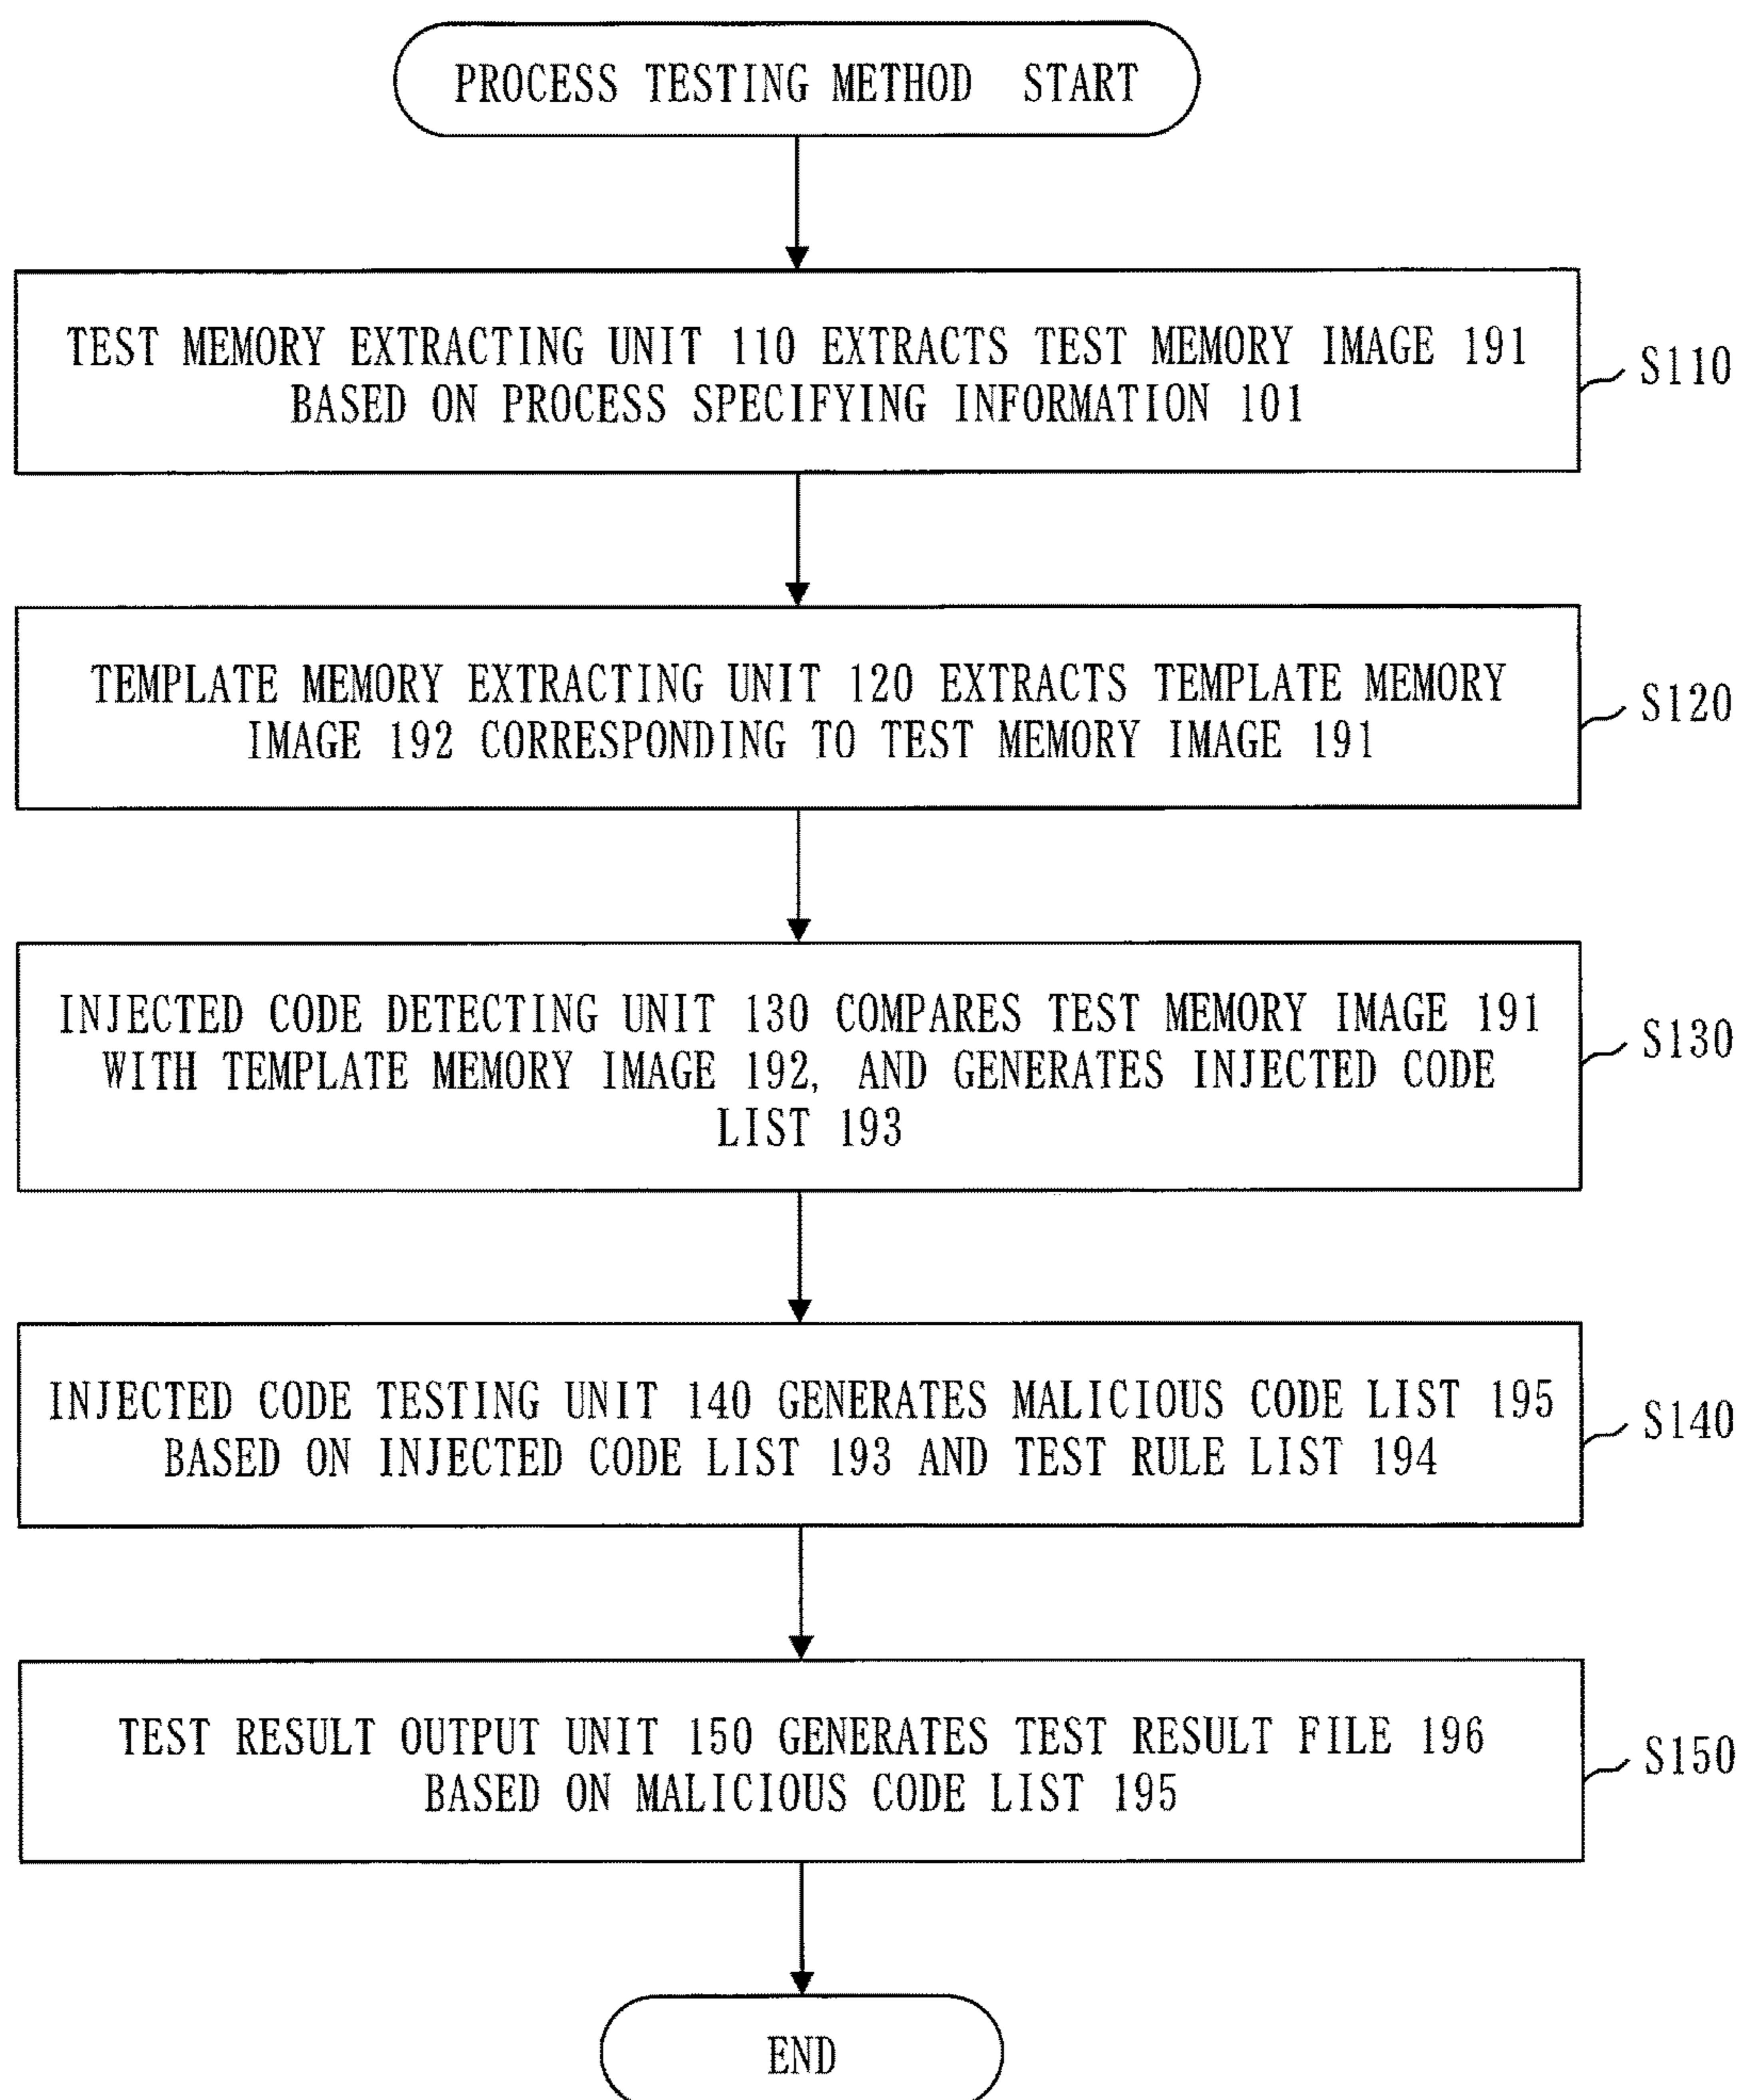 PROCESS TESTING METHOD START
TEST MEMORY EXTRACTING UNIT 110 EXTRACTS TEST MEMORY IMAGE 191
BASED ON PROCESS SPECIFYING INFORMATION 101
S110
TEMPLATE MEMORY EXTRACTING UNIT 120 EXTRACTS TEMPLATE MEMORY
IMAGE 192 CORRESPONDING TO TEST MEMORY IMAGE 191
S120
INJECTED CODE DETECTING UNIT 130 COMPARES TEST MEMORY IMAGE 191
WITH TEMPLATE MEMORY IMAGE 192, AND GENERATES INJECTED CODE
LIST 193
S130
INJECTED CODE TESTING UNIT 140 GENERATES MALICIOUS CODE LIST 195
BASED ON INJECTED CODE LIST 193 AND TEST RULE LIST 194
S140
TEST RESULT OUTPUT UNIT 150 GENERATES TEST RESULT FILE 196
BASED ON MALICIOUS CODE LIST 195
S150
END